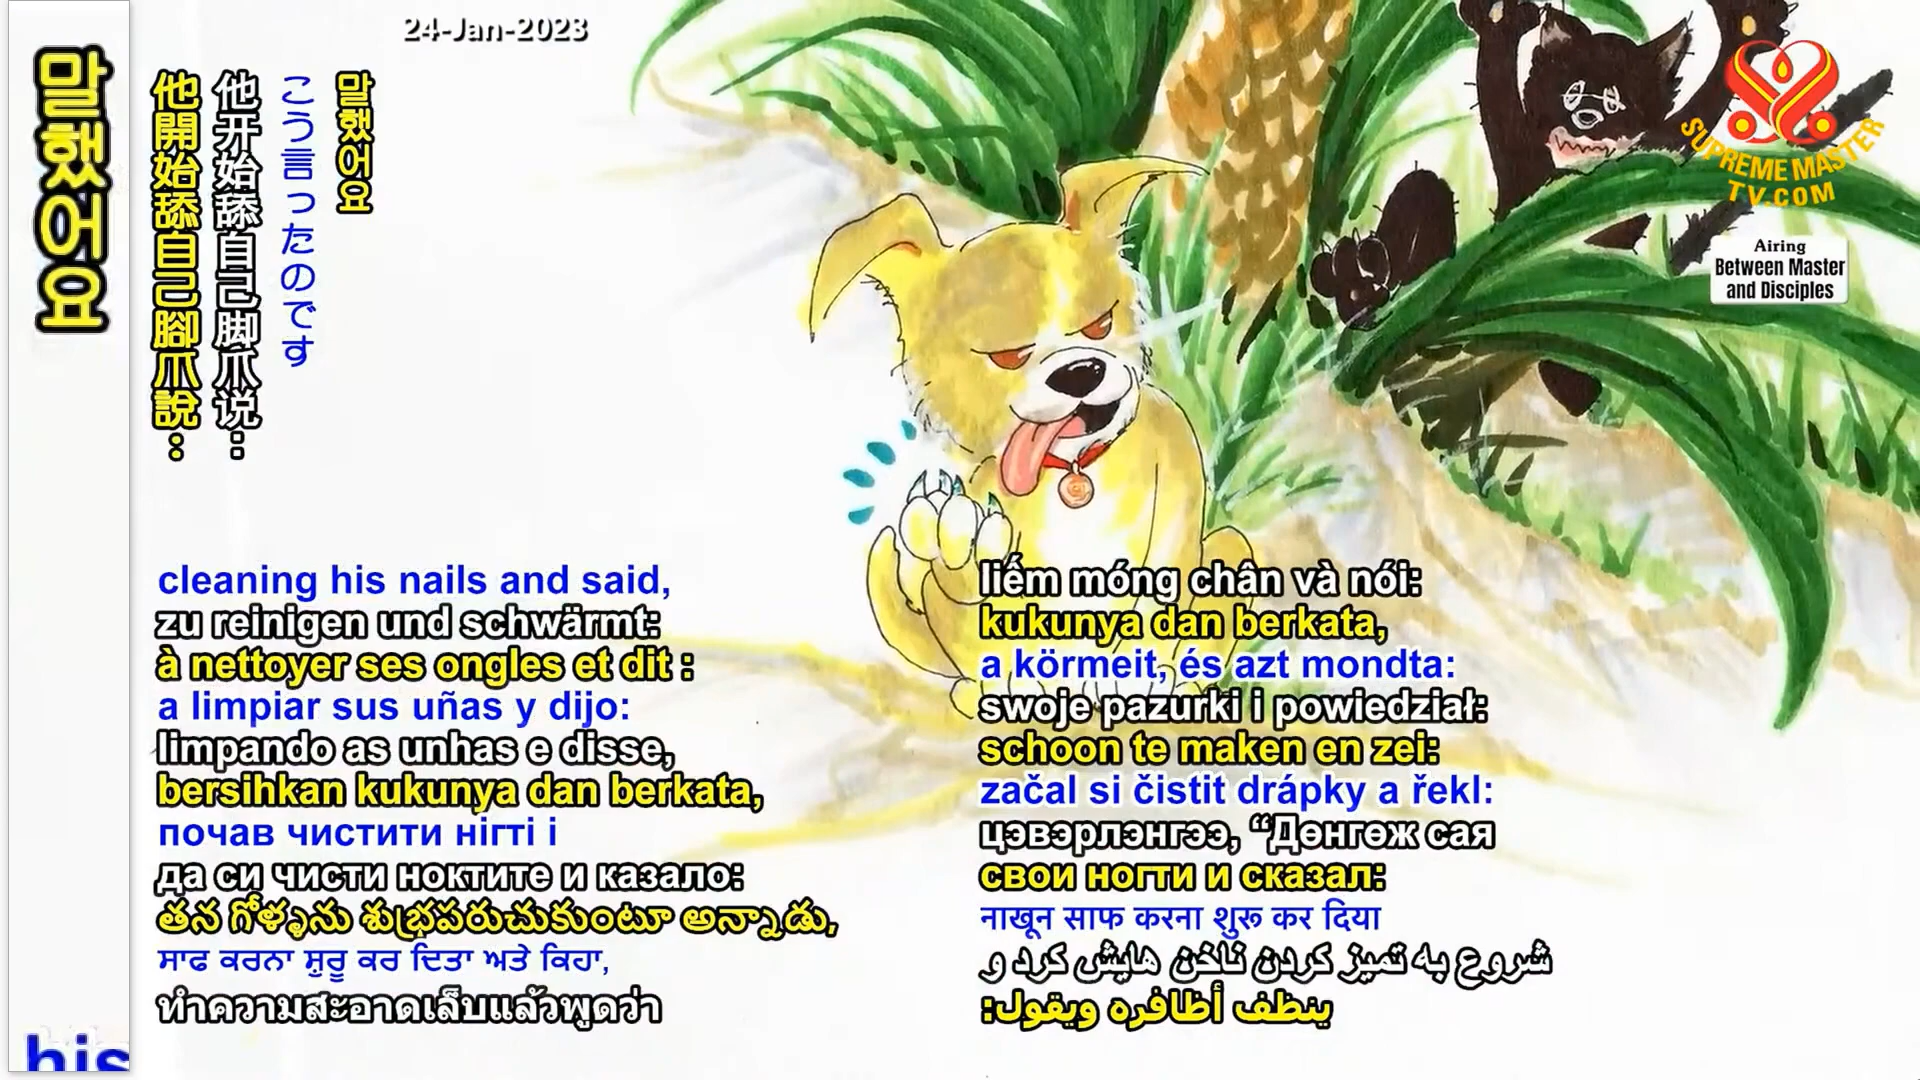 말했어요
24-Jan-2023
他開始舔自己腳爪說：
他开始舔自己脚爪说：
こう言ったのです
말했어요
SUPREME MASTER
TV.COM
Airing
Between Master
and Disciples
cleaning his nails and said,
zu reinigen und schwärmt:
à nettoyer ses ongles et dit :
a limpiar sus uñas y dijo:
limpando as unhas e disse,
bersihkan kukunya dan berkata,
почав чистити нігті і
да си чисти ноктите и казало:
తన గోళ్ళను శుభ్రపరుచుకుంటూ అన్నాడు,
ਸਾਫ ਕਰਨਾ ਸ਼ੁਰੂ ਕਰ ਦਿਤਾ ਅਤੇ ਕਿਹਾ,
ทำความสะอาดเล็บแล้วพูดว่า
liếm móng chân và nói:
kukunya dan berkata,
a körmeit, és azt mondta:
swoje pazurki i powiedział:
schoon te maken en zei:
začal si čistit drápky a řekl:
цэвэрлэнгээ, “Дөнгөж сая
свои ногти и сказал:
नाखून साफ करना शुरू कर दिया
شروع به تمیز کردن ناخن هایش کرد و
ينظف أظافره ويقول:
his